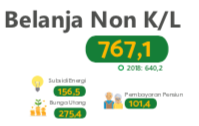 Belanja Non K/L
767,1
2018: 640,2
Subsidi Energi
156,5
Bunga Utang
275,4
Pembayaran Pensiun
101,4